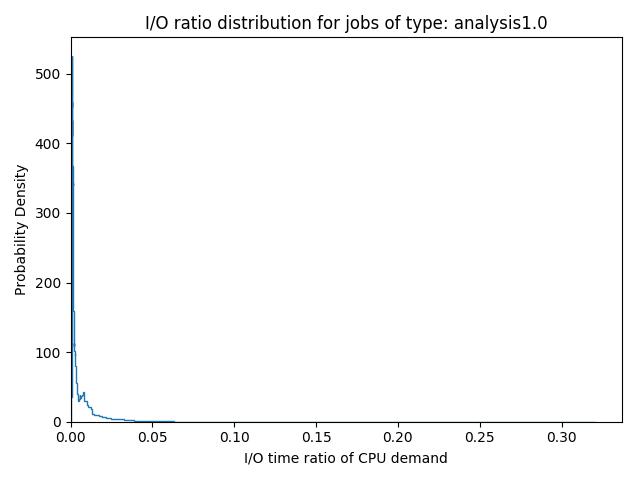 I/O ratio distribution for jobs of type: analysis1.0
500
400
300
200
100
0
Probability Density
0.00 0.05 0.10 0.15 0.20 0.25 0.30
I/O time ratio of CPU demand